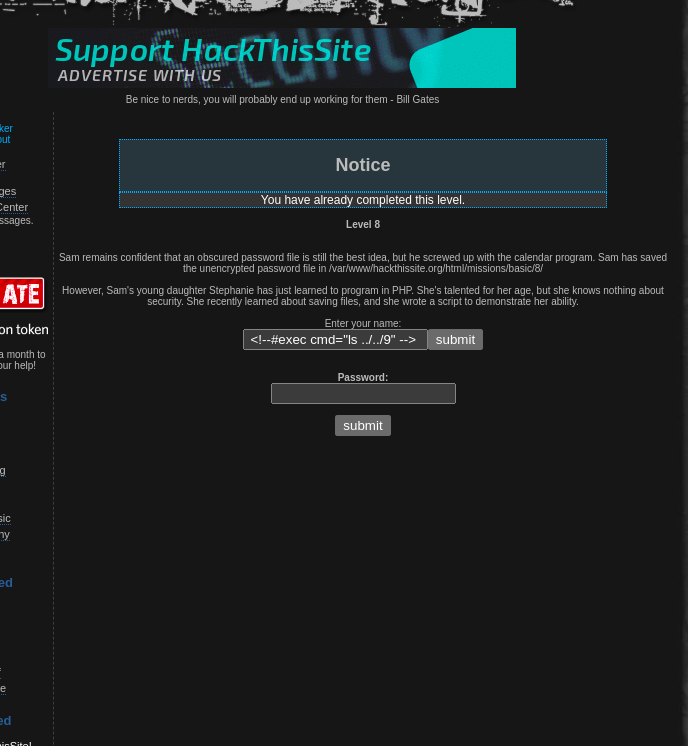 Support HackThisSite
ADVERTISE WITH US
Be nice to nerds, you will probably end up working for them - Bill Gates
ker
out
er
ges
Center
ssages.
ATE
on token
a month to
our help!
s
g
sic
ny
ed
e
ed
Notice
You have already completed this level.
Level 8
Sam remains confident that an obscured password file is still the best idea, but he screwed up with the calendar program. Sam has saved
the unencrypted password file in /var/www/hackthissite.org/html/missions/basic/8/
However, Sam's young daughter Stephanie has just learned to program in PHP. She's talented for her age, but she knows nothing about
security. She recently learned about saving files, and she wrote a script to demonstrate her ability.
Enter your name:
<!--#exec cmd="ls ../../9" --> submit
Password:
submit